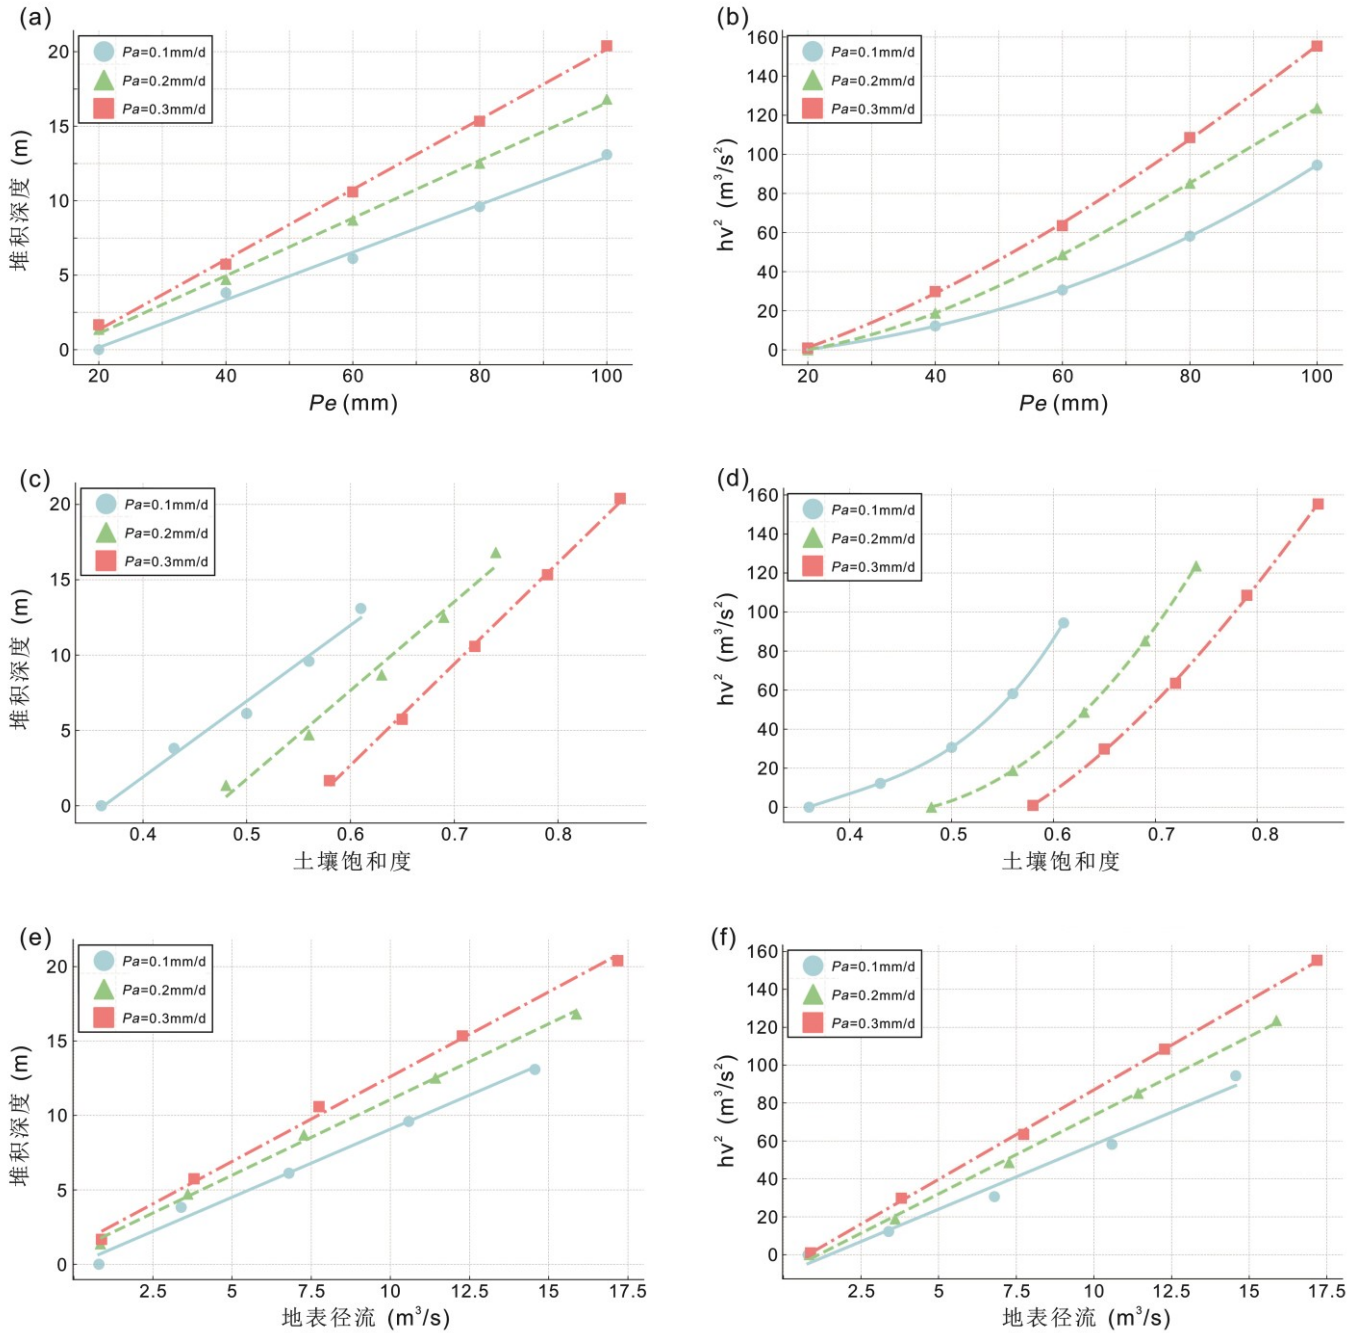 (a)
Pa=0.1mm/d
Pa=0.2mm/d
Pa=0.3mm/d
堆积深度 (m)
20
15
10
5
0
20 40 60 80 100
Pe (mm)
(b)
Pa=0.1mm/d
Pa=0.2mm/d
Pa=0.3mm/d
hv² (m³/s²)
160
140
120
100
80
60
40
20
0
20 40 60 80 100
Pe (mm)
(c)
Pa=0.1mm/d
Pa=0.2mm/d
Pa=0.3mm/d
堆积深度 (m)
20
15
10
5
0
0.4 0.5 0.6 0.7 0.8
土壤饱和度
(d)
Pa=0.1mm/d
Pa=0.2mm/d
Pa=0.3mm/d
hv² (m³/s²)
160
140
120
100
80
60
40
20
0
0.4 0.5 0.6 0.7 0.8
土壤饱和度
(e)
Pa=0.1mm/d
Pa=0.2mm/d
Pa=0.3mm/d
堆积深度 (m)
20
15
10
5
0
2.5 5 7.5 10 12.5 15 17.5
地表径流 (m³/s)
(f)
Pa=0.1mm/d
Pa=0.2mm/d
Pa=0.3mm/d
hv² (m³/s²)
160
140
120
100
80
60
40
20
0
2.5 5 7.5 10 12.5 15 17.5
地表径流 (m³/s)